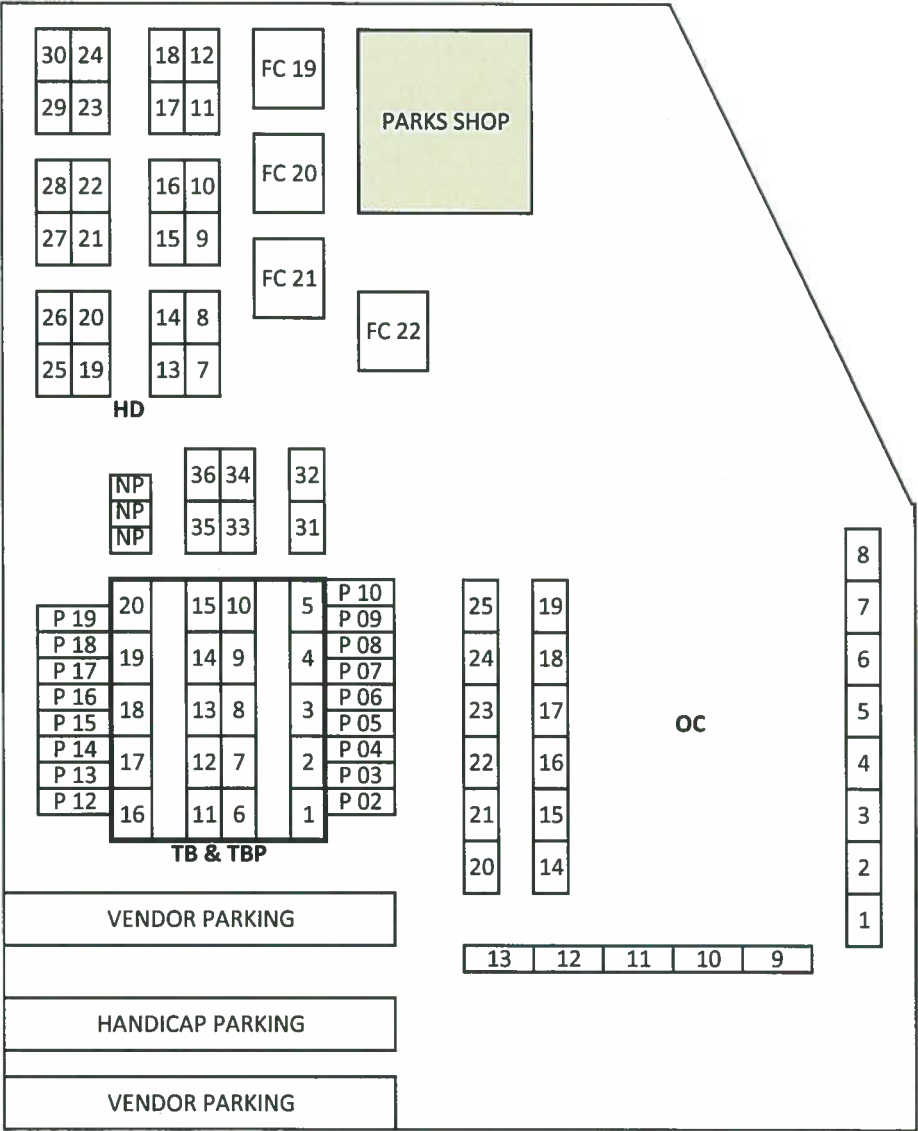 30 24 18 12 FC 19
29 23 17 11 PARKS SHOP
28 22 16 10 FC 20
27 21 15 9
FC 21
26 20 14 8 FC 22
25 19 13 7
HD
36 34 32
NP
NP
NP 35 33 31
8
20 15 10 5 P 10 25 19 7
P 19 P 09
P 18 19 14 9 4 P 08 24 18 6
P 17 P 07
P 16 18 13 8 3 P 06 23 17 OC 5
P 15 P 05
P 14 17 12 7 2 P 04 22 16 4
P 13 P 03
P 12 16 11 6 1 P 02 21 15 3
TB & TBP
20 14 2
VENDOR PARKING 1
13 12 11 10 9
HANDICAP PARKING
VENDOR PARKING